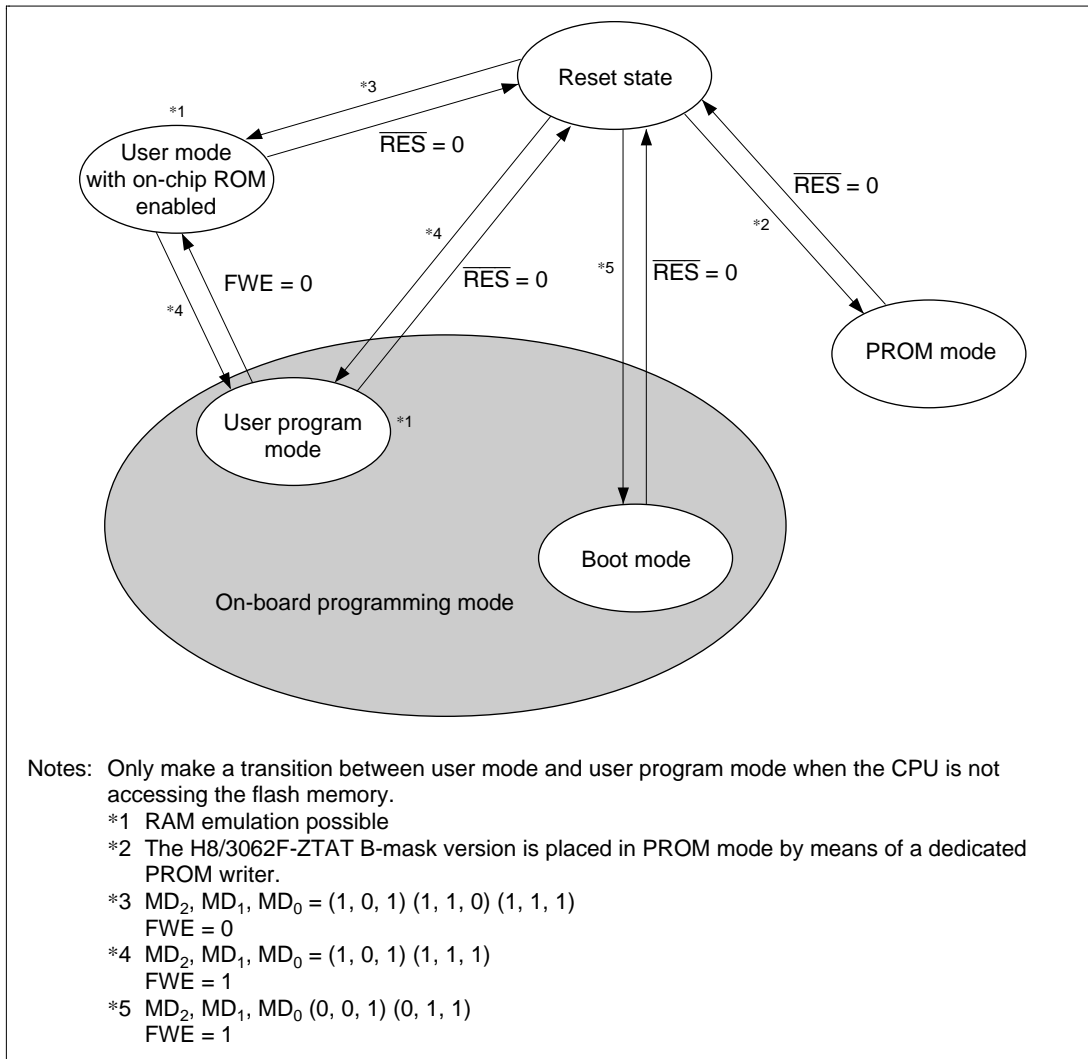 Reset state
*3
*1
RES = 0
User mode
with on-chip ROM
enabled
RES = 0
*4
*2
*5
RES = 0
RES = 0
FWE = 0
*4
PROM mode
User program
mode
*1
Boot mode
On-board programming mode
Notes: Only make a transition between user mode and user program mode when the CPU is not
accessing the flash memory.
*1 RAM emulation possible
*2 The H8/3062F-ZTAT B-mask version is placed in PROM mode by means of a dedicated
PROM writer.
*3 MD2, MD1, MD0 = (1, 0, 1) (1, 1, 0) (1, 1, 1)
FWE = 0
*4 MD2, MD1, MD0 = (1, 0, 1) (1, 1, 1)
FWE = 1
*5 MD2, MD1, MD0 (0, 0, 1) (0, 1, 1)
FWE = 1